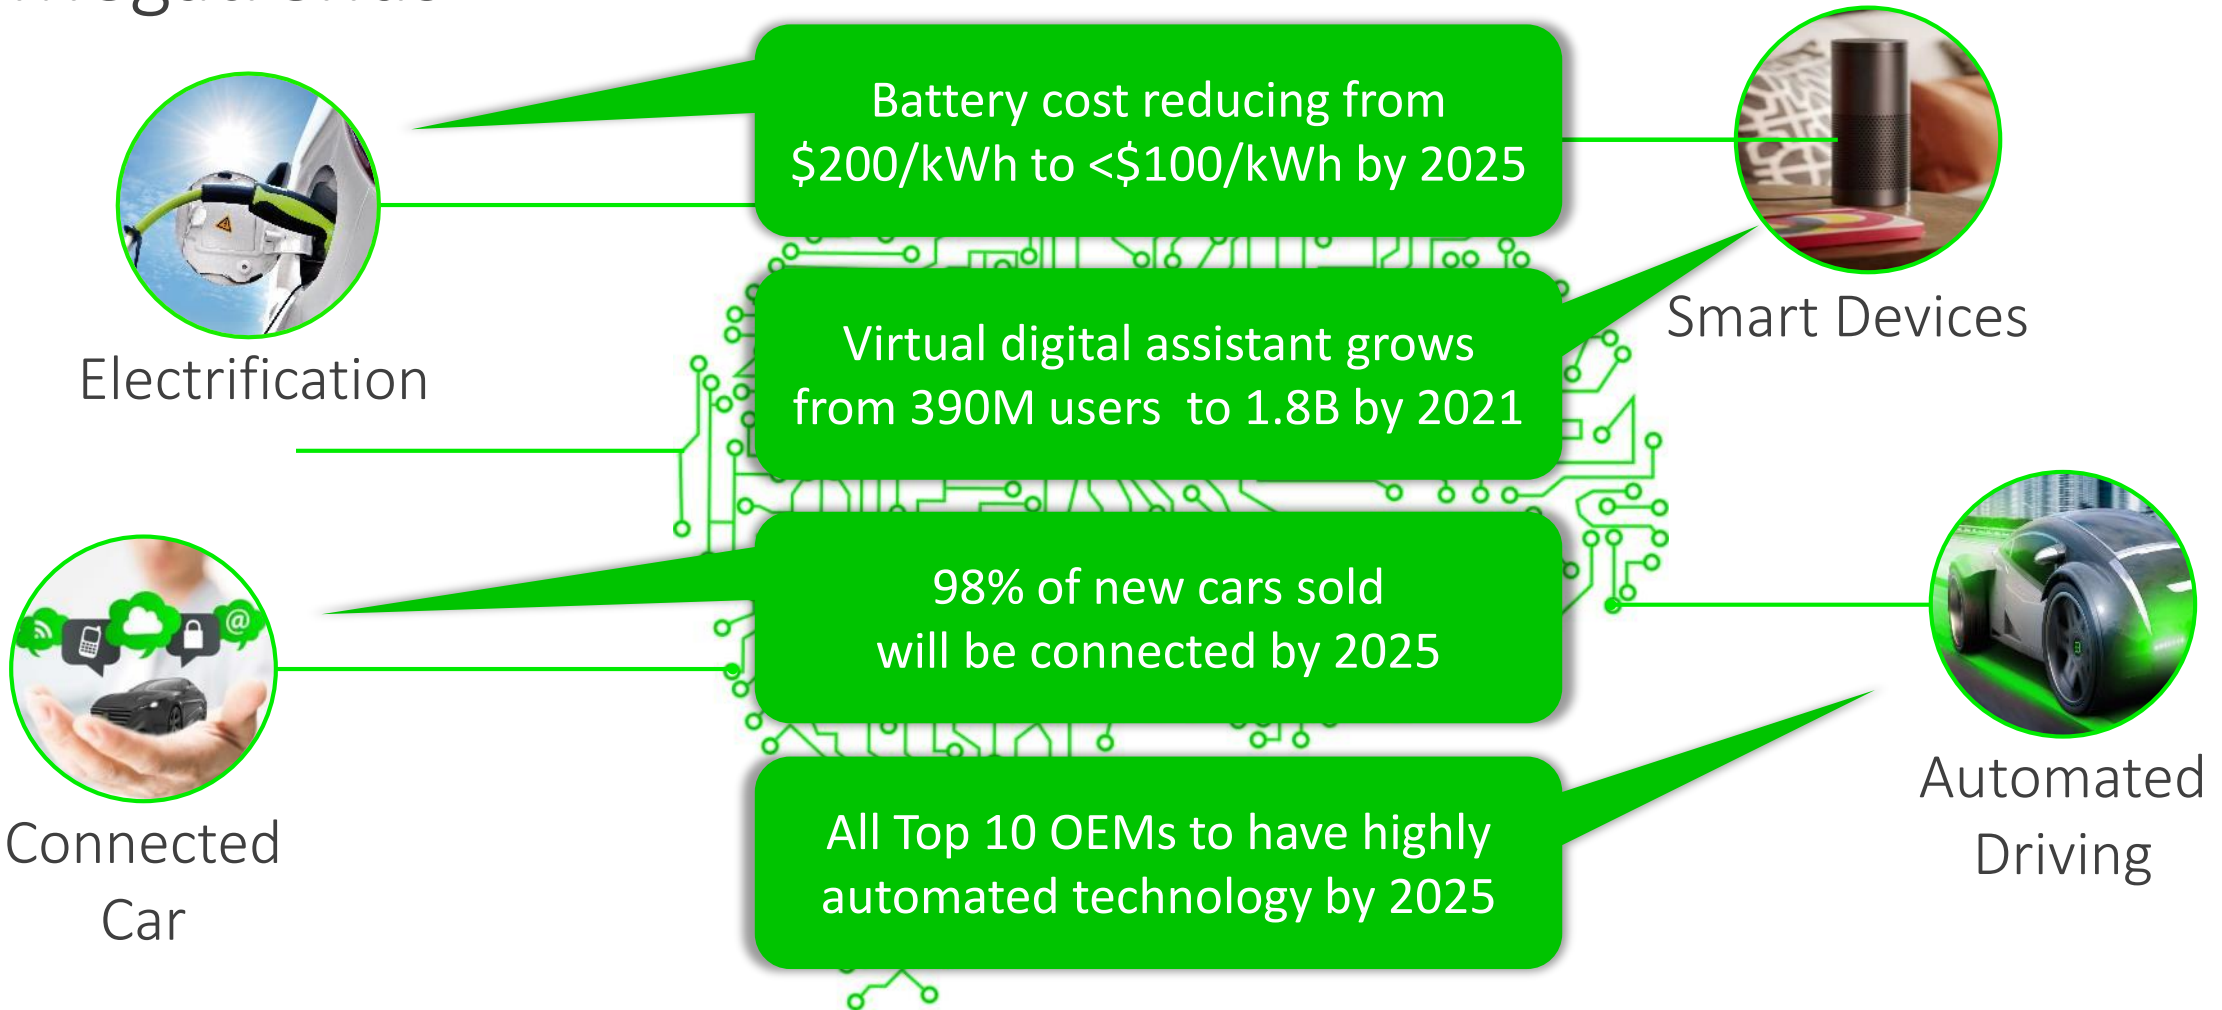 Battery cost reducing from
$200/kWh to <$100/kWh by 2025
Electrification
Smart Devices
Virtual digital assistant grows
from 390M users  to 1.8B by 2021
98% of new cars sold
will be connected by 2025
Connected
Car
All Top 10 OEMs to have highly
automated technology by 2025
Automated
Driving
@